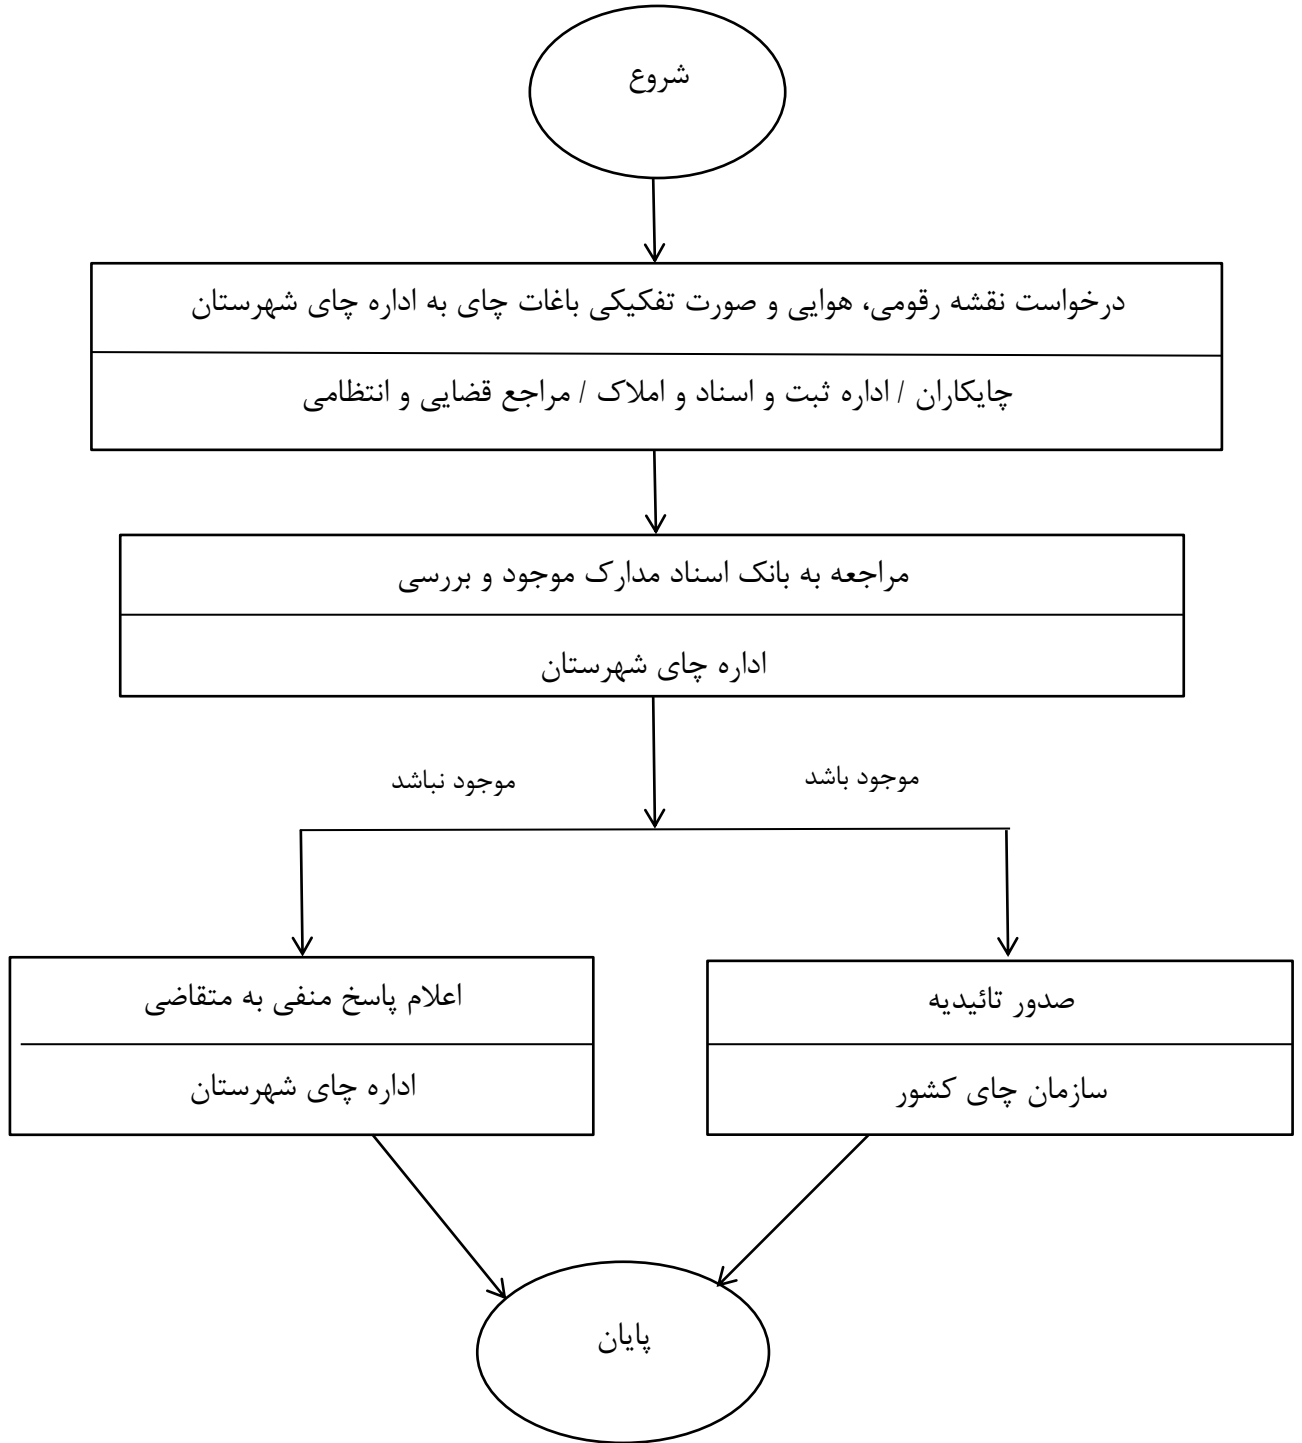 شروع
درخواست نقشه رقومی، هوایی و صورت تفکیکی باغات چای به اداره چای شهرستان
چایکاران / اداره ثبت و اسناد و املاک / مراجع قضایی و انتظامی
مراجعه به بانک اسناد مدارک موجود و بررسی
اداره چای شهرستان
موجود باشد
موجود نباشد
صدور تائیدیه
سازمان چای کشور
اعلام پاسخ منفی به متقاضی
اداره چای شهرستان
پایان